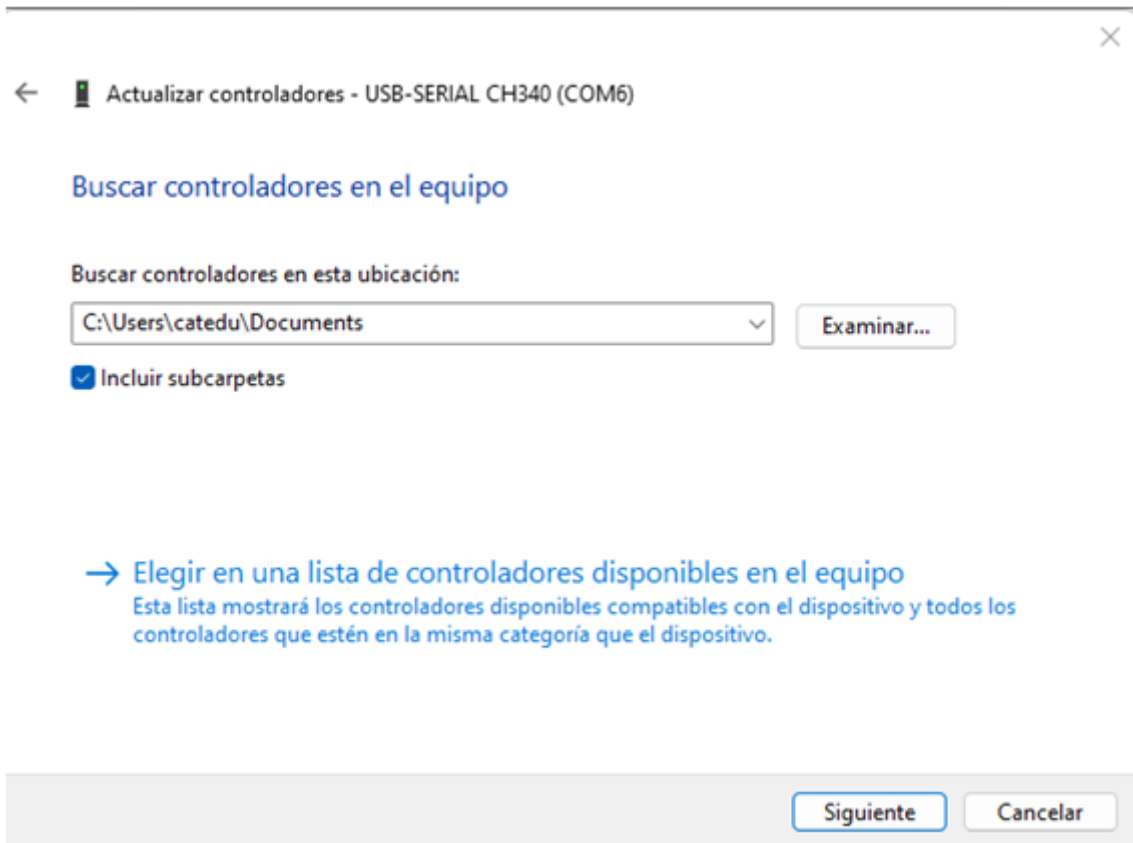 Actualizar controladores - USB-SERIAL CH340 (COM6)
Buscar controladores en el equipo
Buscar controladores en esta ubicación:
C:\Users\catedu\Documents
Examinar...
Incluir subcarpetas
Elegir en una lista de controladores disponibles en el equipo
Esta lista mostrará los controladores disponibles compatibles con el dispositivo y todos los
controladores que estén en la misma categoría que el dispositivo.
Siguiente
Cancelar